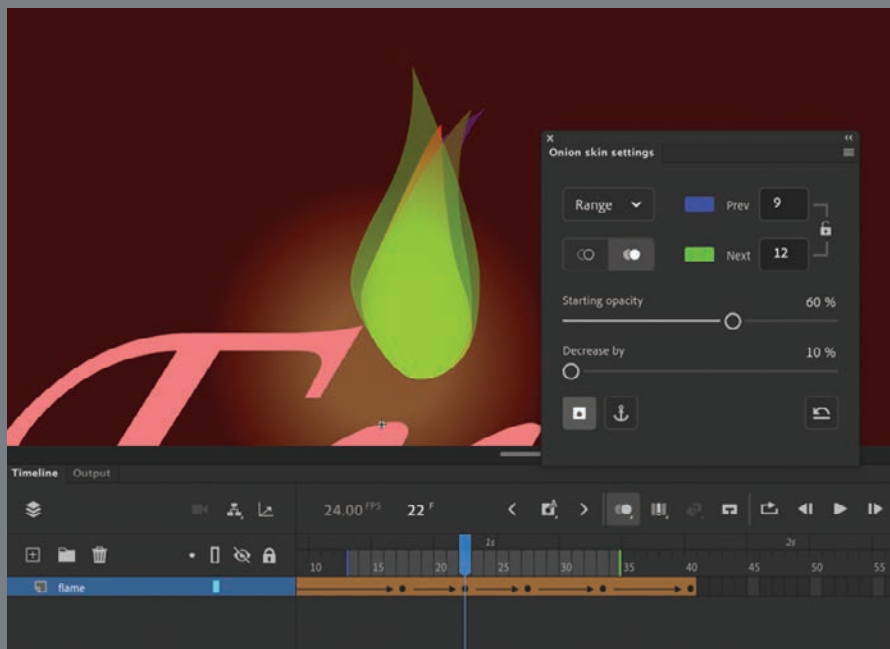 Onion skin settings
Range
Prev 9
Next 12
Starting opacity 60 %
Decrease by 10 %
Timeline Output
24.00 FPS 22 F
1s 2s
10 15 20 25 30 35 40 45 50 55
flame